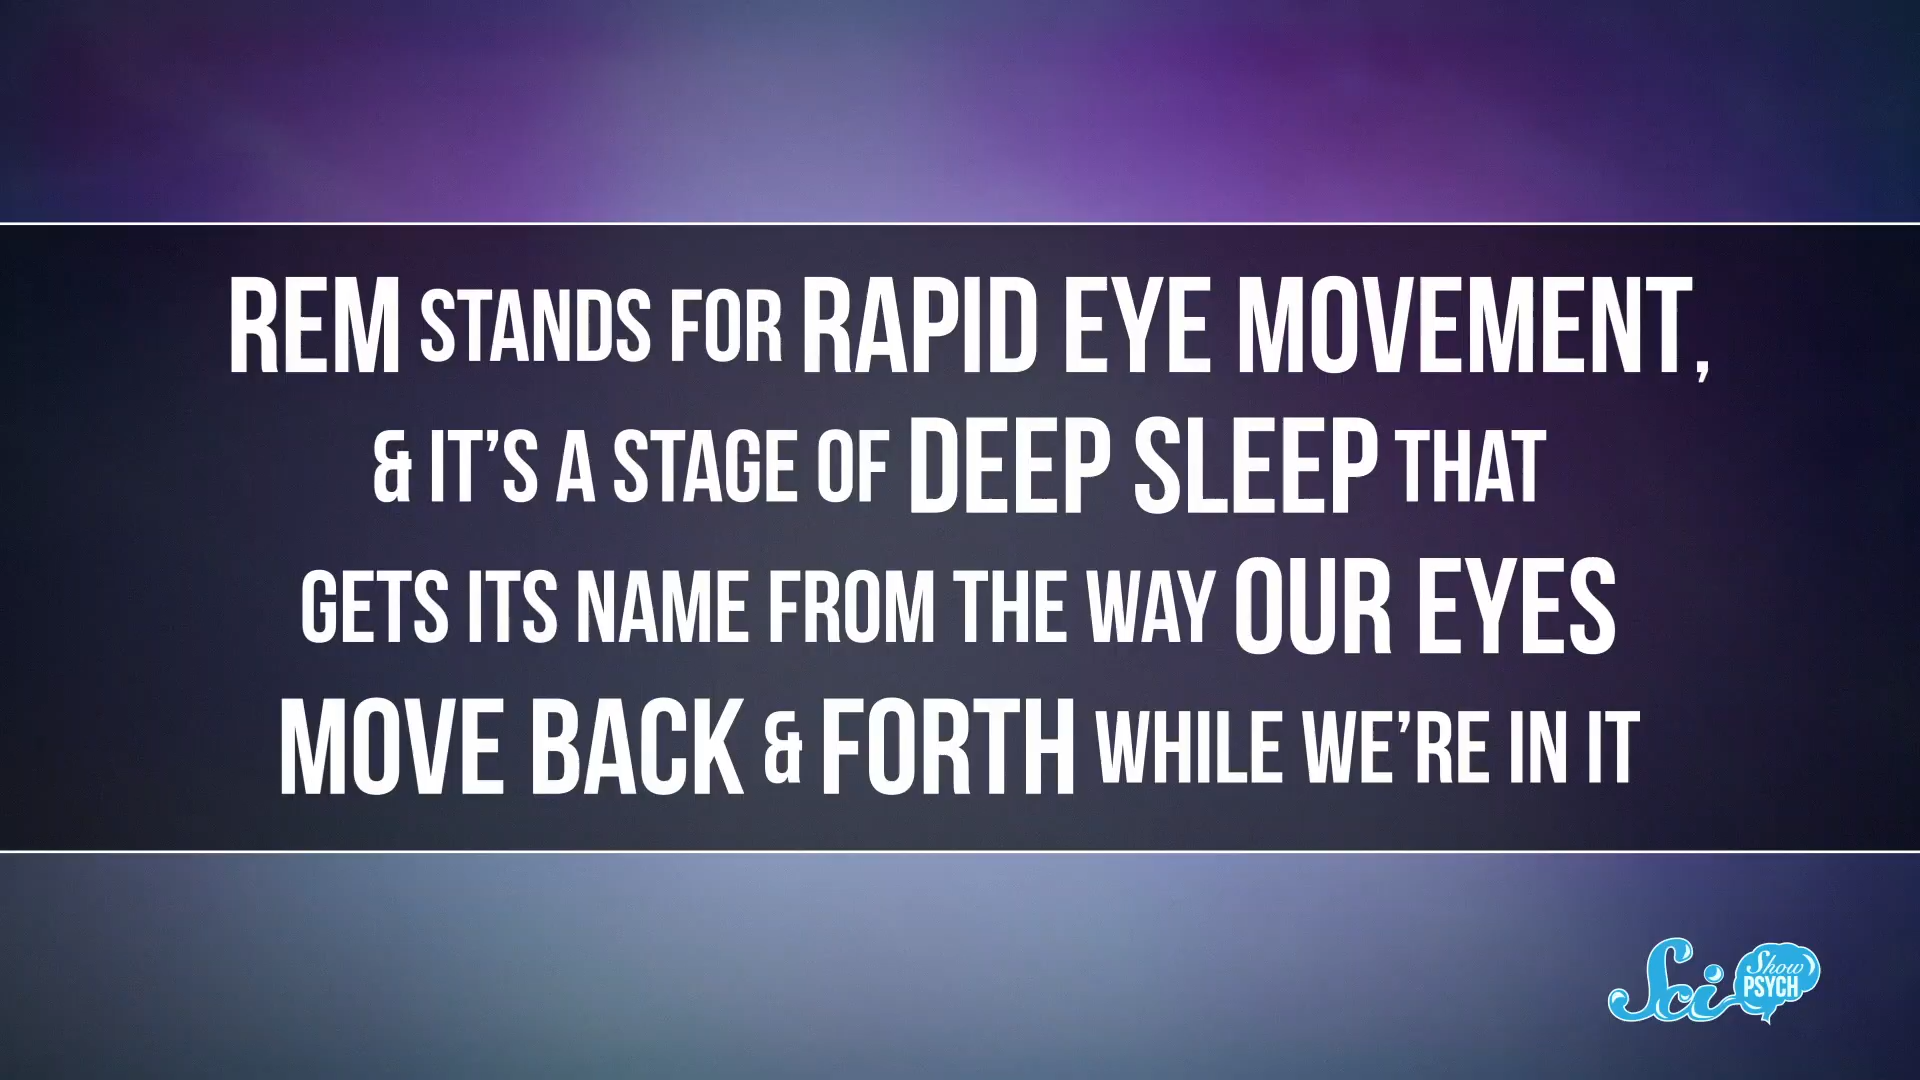 REM STANDS FOR RAPID EYE MOVEMENT,
& IT'S A STAGE OF DEEP SLEEP THAT
GETS ITS NAME FROM THE WAY OUR EYES
MOVE BACK & FORTH WHILE WE'RE IN IT
Sci Show
PSYCH